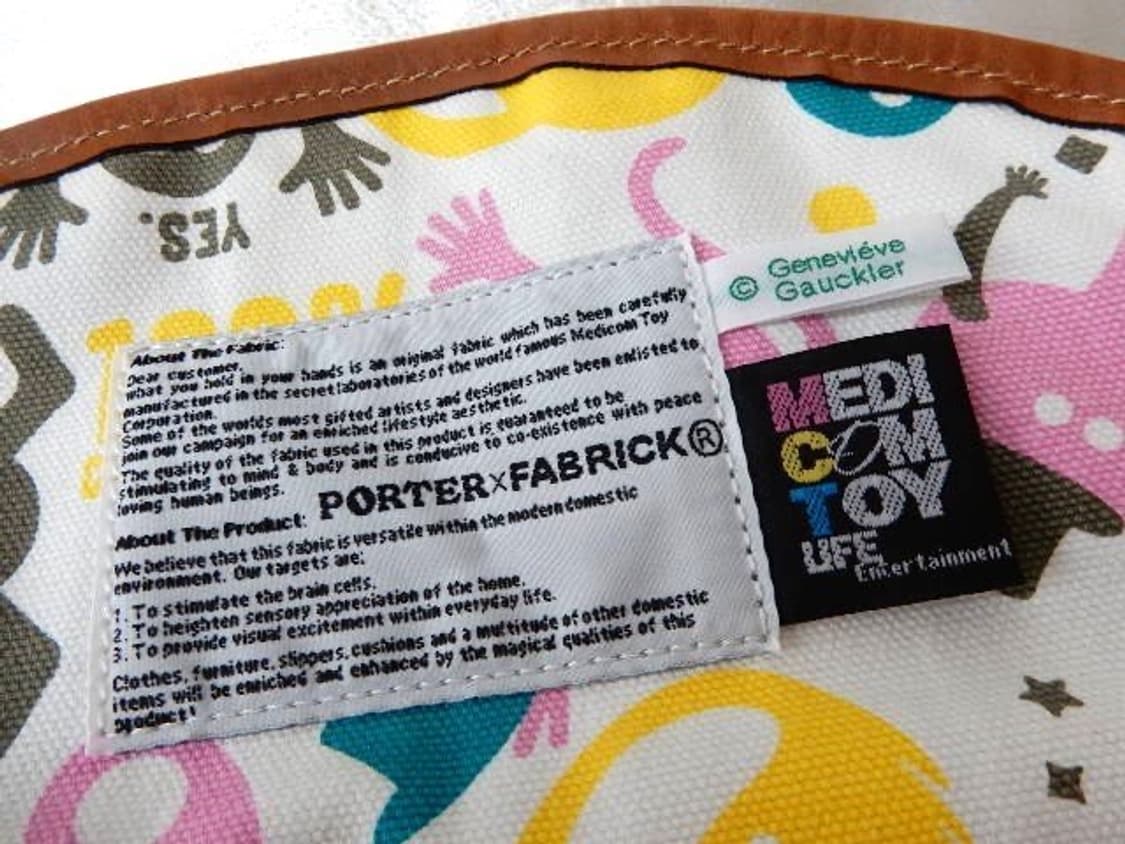 YES.
100%
© Geneviéve
Gauckler
About The Fabric:
Dear customer,
what you hold in your hands is an original fabric which has been carefully
manufactured in the secret laboratories of the world famous Medicom Toy
Corporation.
Some of the worlds most gifted artists and designers have been enlisted to
join our campaign for an enriched lifestyle aesthetic.
The quality of the fabric used in this product is guaranteed to be
stimulating to mind & body and is conducive to co-existence with peace
loving human beings.
PORTER×FABRICK®
About The Product:
We believe that this fabric is versatile within the modern domestic
environment. Our targets are:
1. To stimulate the brain cells.
2. To heighten sensory appreciation of the home.
3. To provide visual excitement within everyday life.
Clothes, furniture, slippers, cushions and a multitude of other domestic
items will be enriched and enhanced by the magical qualities of this
product!
MEDI
COM
TOY
LIFE
Entertainment